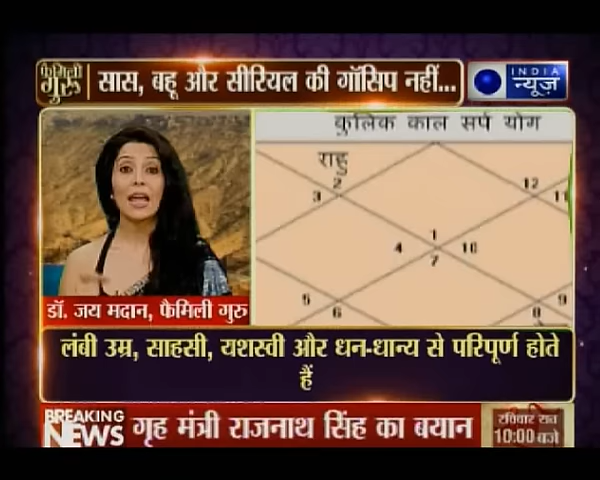 फैमिली गुरु
सास, बहू और सीरियल की गॉसिप नहीं...
INDIA
न्यूज़
कुलिक काल सर्प योग
राहु
2
3
12
11
1
4
10
7
5
6
9
8
डॉ. जय मदान, फैमिली गुरु
लंबी उम्र, साहसी, यशस्वी और धन-धान्य से परिपूर्ण होते
हैं
BREAKING
NEWS
गृह मंत्री राजनाथ सिंह का बयान
रविवार रात
10:00 बजे